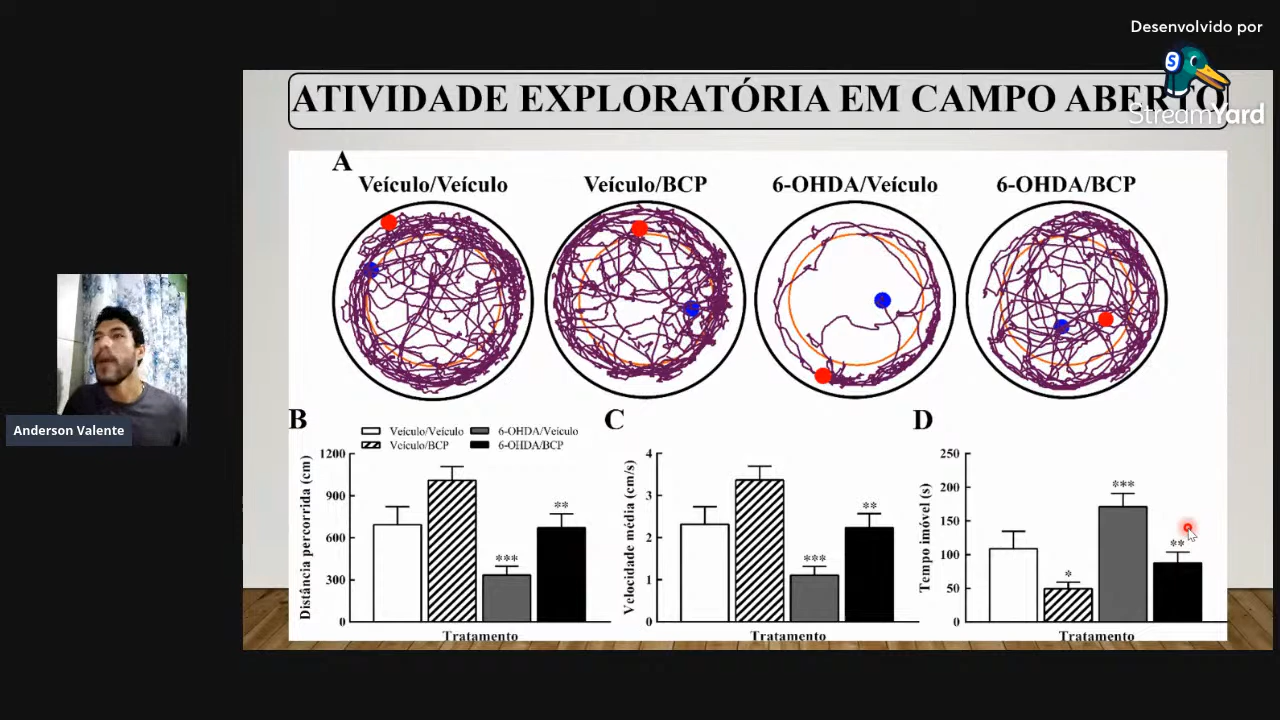 Desenvolvido por
StreamYard
ATIVIDADE EXPLORATÓRIA EM CAMPO ABERTO
A
Veículo/Veículo
Veículo/BCP
6-OHDA/Veículo
6-OHDA/BCP
Anderson Valente
B
Veículo/Veículo
6-OHDA/Veículo
Veículo/BCP
6-OHDA/BCP
Distância percorrida (cm)
1200
900
600
300
0
***
**
Tratamento
C
Velocidade média (cm/s)
4
3
2
1
0
***
**
Tratamento
D
Tempo imóvel (s)
250
200
150
100
50
0
*
***
**
Tratamento